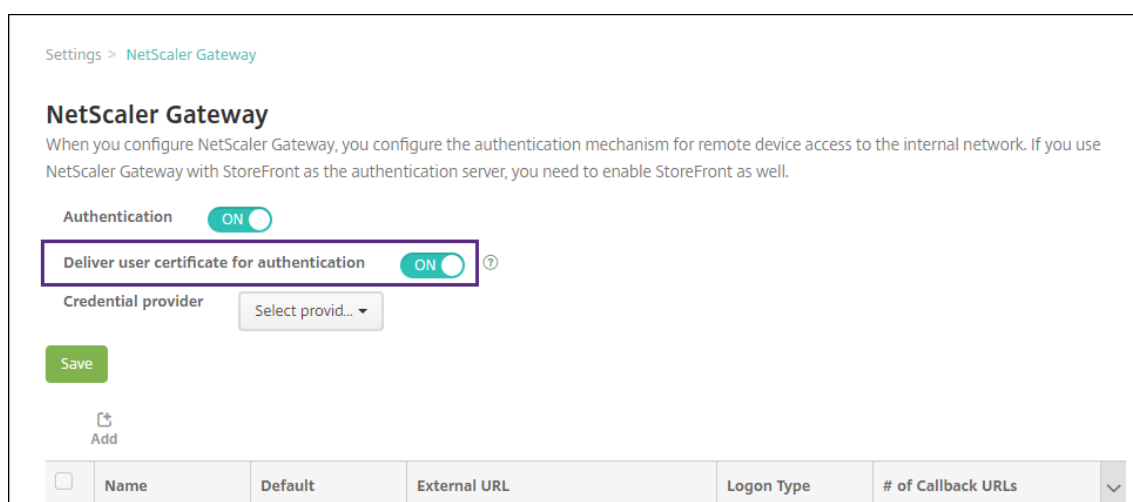 Settings > NetScaler Gateway
NetScaler Gateway
When you configure NetScaler Gateway, you configure the authentication mechanism for remote device access to the internal network. If you use
NetScaler Gateway with StoreFront as the authentication server, you need to enable StoreFront as well.
Authentication ON
Deliver user certificate for authentication ON ?
Credential provider Select provid...
Save
Add
Name Default External URL Logon Type # of Callback URLs